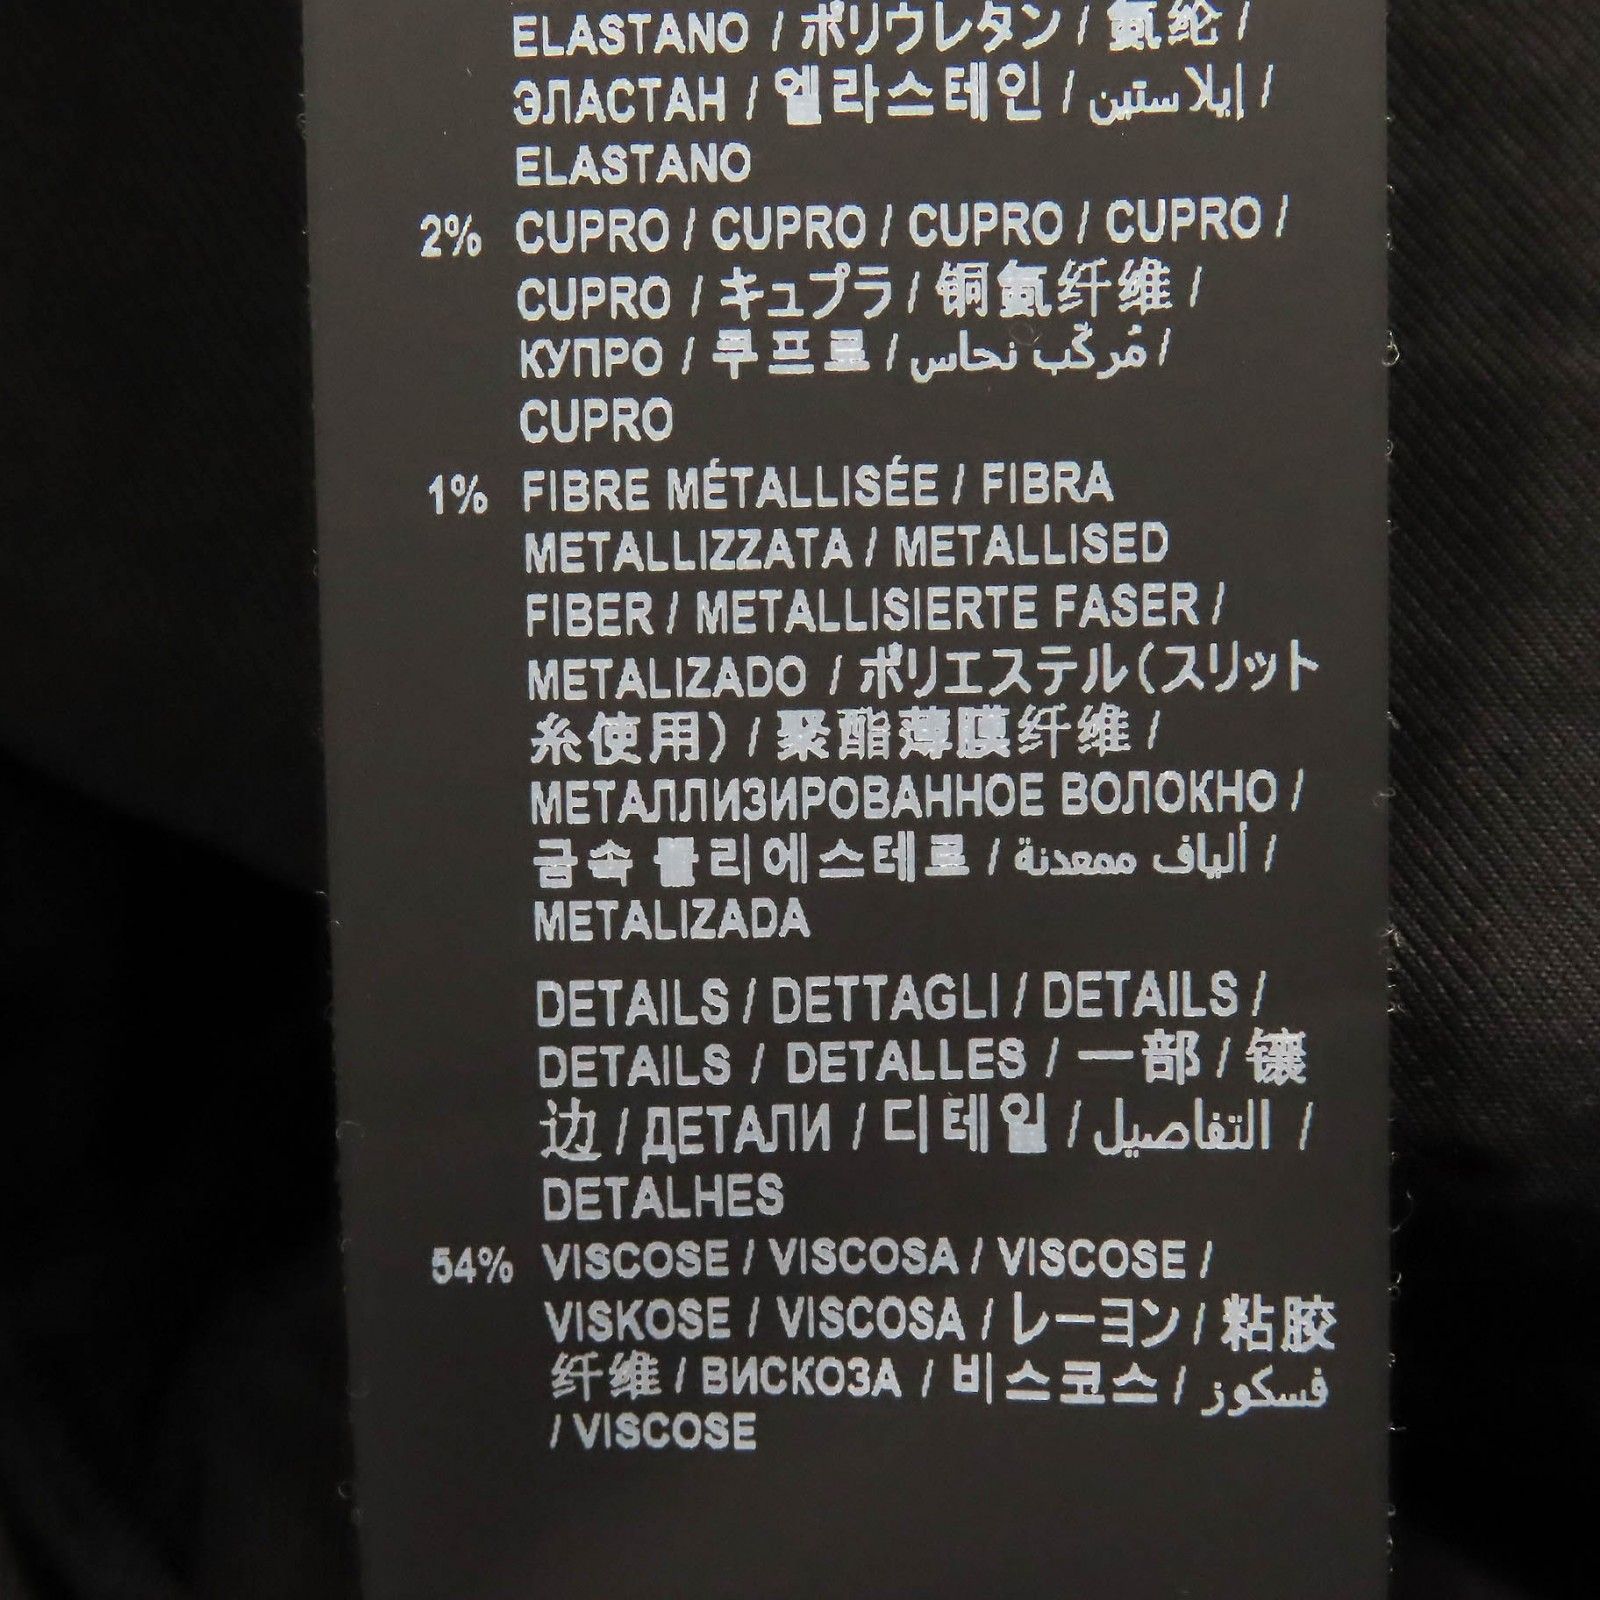 ELASTANO / ポリウレタン / 氨纶 /
ЭЛАСТАН / 엘라스테인 / إيلاستين /
ELASTANO
2% CUPRO / CUPRO / CUPRO / CUPRO /
CUPRO / キュプラ / 铜氨纤维 /
КУПРО / 쿠프로 / مُركّب نحاس /
CUPRO
1% FIBRE MÉTALLISÉE / FIBRA
METALLIZZATA / METALLISED
FIBER / METALLISIERTE FASER /
METALIZADO / ポリエステル(スリット
糸使用) / 聚酯薄膜纤维 /
МЕТАЛЛИЗИРОВАННОЕ ВОЛОКНО /
금속 폴리에스테르 / ألياف ممعدنة /
METALIZADA
DETAILS / DETTAGLI / DETAILS /
DETAILS / DETALLES / 一部 / 镶
边 / ДЕТАЛИ / 디테일 / التفاصيل /
DETALHES
54% VISCOSE / VISCOSA / VISCOSE /
VISKOSE / VISCOSA / レーヨン / 粘胶
纤维 / ВИСКОЗА / 비스코스 / فسكوز
/ VISCOSE